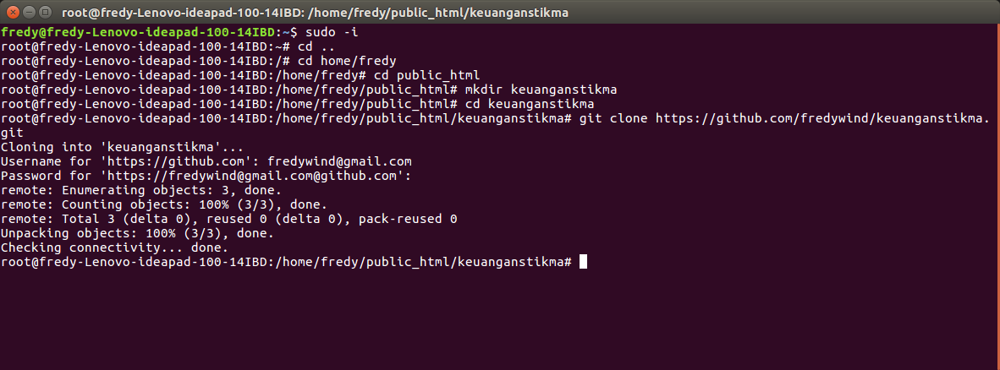 root@fredy-Lenovo-ideapad-100-14IBD: /home/fredy/public_html/keuanganstikma
fredy@fredy-Lenovo-ideapad-100-14IBD:~$ sudo -i
root@fredy-Lenovo-ideapad-100-14IBD:~# cd ..
root@fredy-Lenovo-ideapad-100-14IBD:/# cd home/fredy
root@fredy-Lenovo-ideapad-100-14IBD:/home/fredy# cd public_html
root@fredy-Lenovo-ideapad-100-14IBD:/home/fredy/public_html# mkdir keuanganstikma
root@fredy-Lenovo-ideapad-100-14IBD:/home/fredy/public_html# cd keuanganstikma
root@fredy-Lenovo-ideapad-100-14IBD:/home/fredy/public_html/keuanganstikma# git clone https://github.com/fredywind/keuanganstikma.
git
Cloning into 'keuanganstikma'...
Username for 'https://github.com': fredywind@gmail.com
Password for 'https://fredywind@gmail.com@github.com':
remote: Enumerating objects: 3, done.
remote: Counting objects: 100% (3/3), done.
remote: Total 3 (delta 0), reused 0 (delta 0), pack-reused 0
Unpacking objects: 100% (3/3), done.
Checking connectivity... done.
root@fredy-Lenovo-ideapad-100-14IBD:/home/fredy/public_html/keuanganstikma#